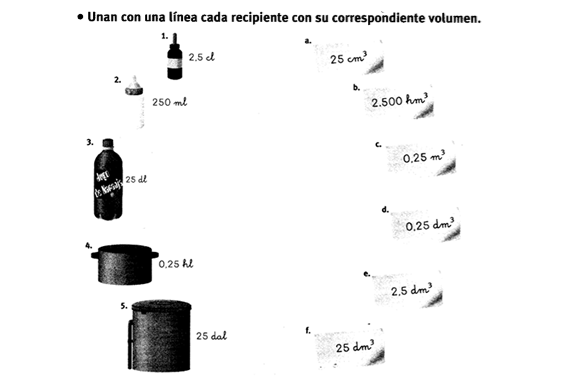 • Unan con una línea cada recipiente con su correspondiente volumen.
1. 2,5 cl
2. 250 ml
3. 25 dl
4. 0,25 hl
5. 25 dal
a. 25 cm³
b. 2.500 hm³
c. 0,25 m³
d. 0,25 dm³
e. 2,5 dm³
f. 25 dm³